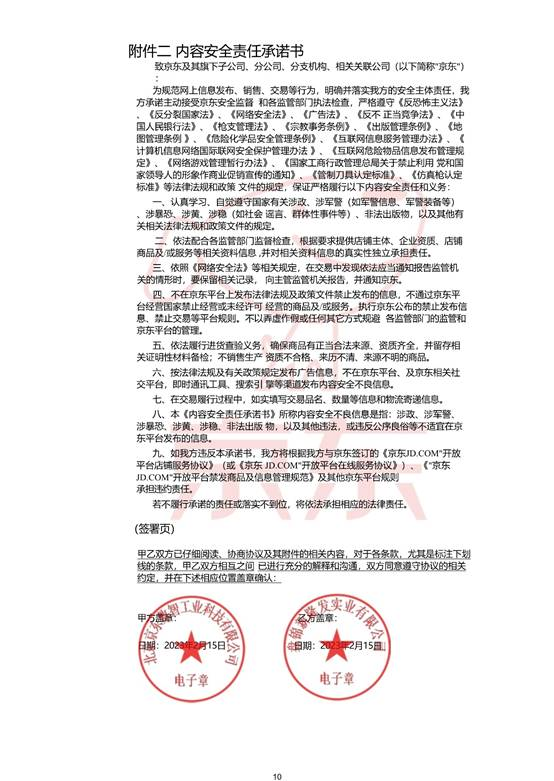 附件二 内容安全责任承诺书
致京东及其旗下子公司、分公司、分支机构、相关关联公司（以下简称"京东"）
：
为规范网上信息发布、销售、交易等行为，明确并落实我方的安全主体责任，我
方承诺主动接受京东安全监督 和各监管部门执法检查，严格遵守《反恐怖主义法》
、《反分裂国家法》、《网络安全法》、《广告法》、《反不 正当竞争法》、《中
国人民银行法》、《枪支管理法》、《宗教事务条例》、《出版管理条例》、《地
图管理条例 》、《危险化学品安全管理条例》、《互联网信息服务管理办法》、《
计算机信息网络国际联网安全保护管理办法 》、《互联网危险物品信息发布管理规
定》、《网络游戏管理暂行办法》、《国家工商行政管理总局关于禁止利用 党和国
家领导人的形象作商业促销宣传的通知》、《管制刀具认定标准》、《仿真枪认定
标准》等法律法规和政策 文件的规定，保证严格履行以下内容安全责任和义务：
一、认真学习、自觉遵守国家有关涉政、涉军警（如军警信息、军警装备等）
、涉暴恐、涉黄、涉稳（如社会 谣言、群体性事件等）、非法出版物，以及其他有
关相关法律法规和政策文件的规定。
二、依法配合各监管部门监督检查，根据要求提供店铺主体、企业资质、店铺
商品及/或服务等相关资料信息 ,并对相关资料信息的真实性独立承担责任。
三、依照《网络安全法》等相关规定，在交易中发现依法应当通知报告监管机
关的情形时，要保留相关记录， 向主管监管机关报告，并通知京东。
四、不在京东平台上发布法律法规及政策文件禁止发布的信息，不通过京东平
台经营国家禁止经营或未经许可 经营的商品及/或服务。执行京东公布的禁止发布信
息、禁止交易等平台规则。不以弄虚作假或任何其它方式规避 各监管部门的监管和
京东平台的管理。
五、依法履行进货查验义务，确保商品有正当合法来源、资质齐全，并留存相
关证明性材料备检；不销售生产 资质不合格、来历不清、来源不明的商品。
六、按法律法规及有关政策规定发布广告信息，不在京东平台、及京东相关社
交平台，即时通讯工具、搜索引 擎等渠道发布内容安全不良信息。
七、在交易履行过程中，如实填写交易品名、数量等信息和物流寄递信息。
八、本《内容安全责任承诺书》所称内容安全不良信息是指：涉政、涉军警、
涉暴恐、涉黄、涉稳、非法出版 物，以及其他违法，或违反公序良俗等不适宜在京
东平台发布的信息。
九、如我方违反本承诺书，我方将根据我方与京东签订的《京东JD.COM"开放
平台店铺服务协议》（或《京东 JD.COM"开放平台在线服务协议》）、《"京东
JD.COM"开放平台禁发商品及信息管理规范》及其他京东平台规则
承担违约责任。
若不履行承诺的责任或落实不到位，将依法承担相应的法律责任。
（签署页）
甲乙双方已仔细阅读、协商协议及其附件的相关内容，对于各条款，尤其是标注下划
线的条款，甲乙双方相互之间 已进行充分的解释和沟通，双方同意遵守协议的相关
约定，并在下述相应位置盖章确认：
甲方盖章： 乙方盖章：
日期：2023年2月15日 日期：2023年2月15日
电子章 电子章
京东
10